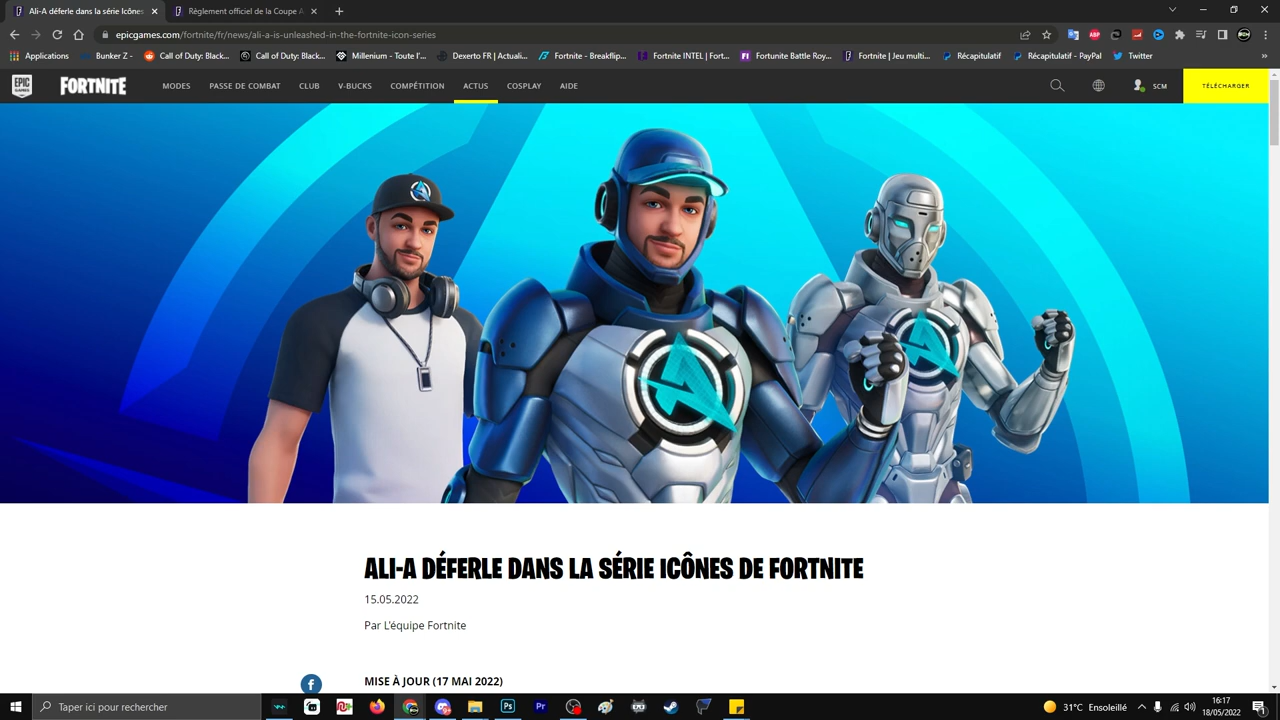 Ali-A déferle dans la série Icônes
Règlement officiel de la Coupe A
epicgames.com/fortnite/fr/news/ali-a-is-unleashed-in-the-fortnite-icon-series
Applications
Bunker Z -
Call of Duty: Black...
Call of Duty: Black...
Millenium - Toute l'...
Dexerto FR | Actuali...
Fortnite - Breakflip...
Fortnite INTEL | Fort...
Fortunite Battle Roy...
Fortnite | Jeu multi...
Récapitulatif
Récapitulatif - PayPal
Twitter
»
EPIC GAMES
FORTNITE
MODES
PASSE DE COMBAT
CLUB
V-BUCKS
COMPÉTITION
ACTUS
COSPLAY
AIDE
SCM
TÉLÉCHARGER
ALI-A DÉFERLE DANS LA SÉRIE ICÔNES DE FORTNITE
15.05.2022
Par L'équipe Fortnite
MISE À JOUR (17 MAI 2022)
Taper ici pour rechercher
31°C Ensoleillé
16:17
18/05/2022